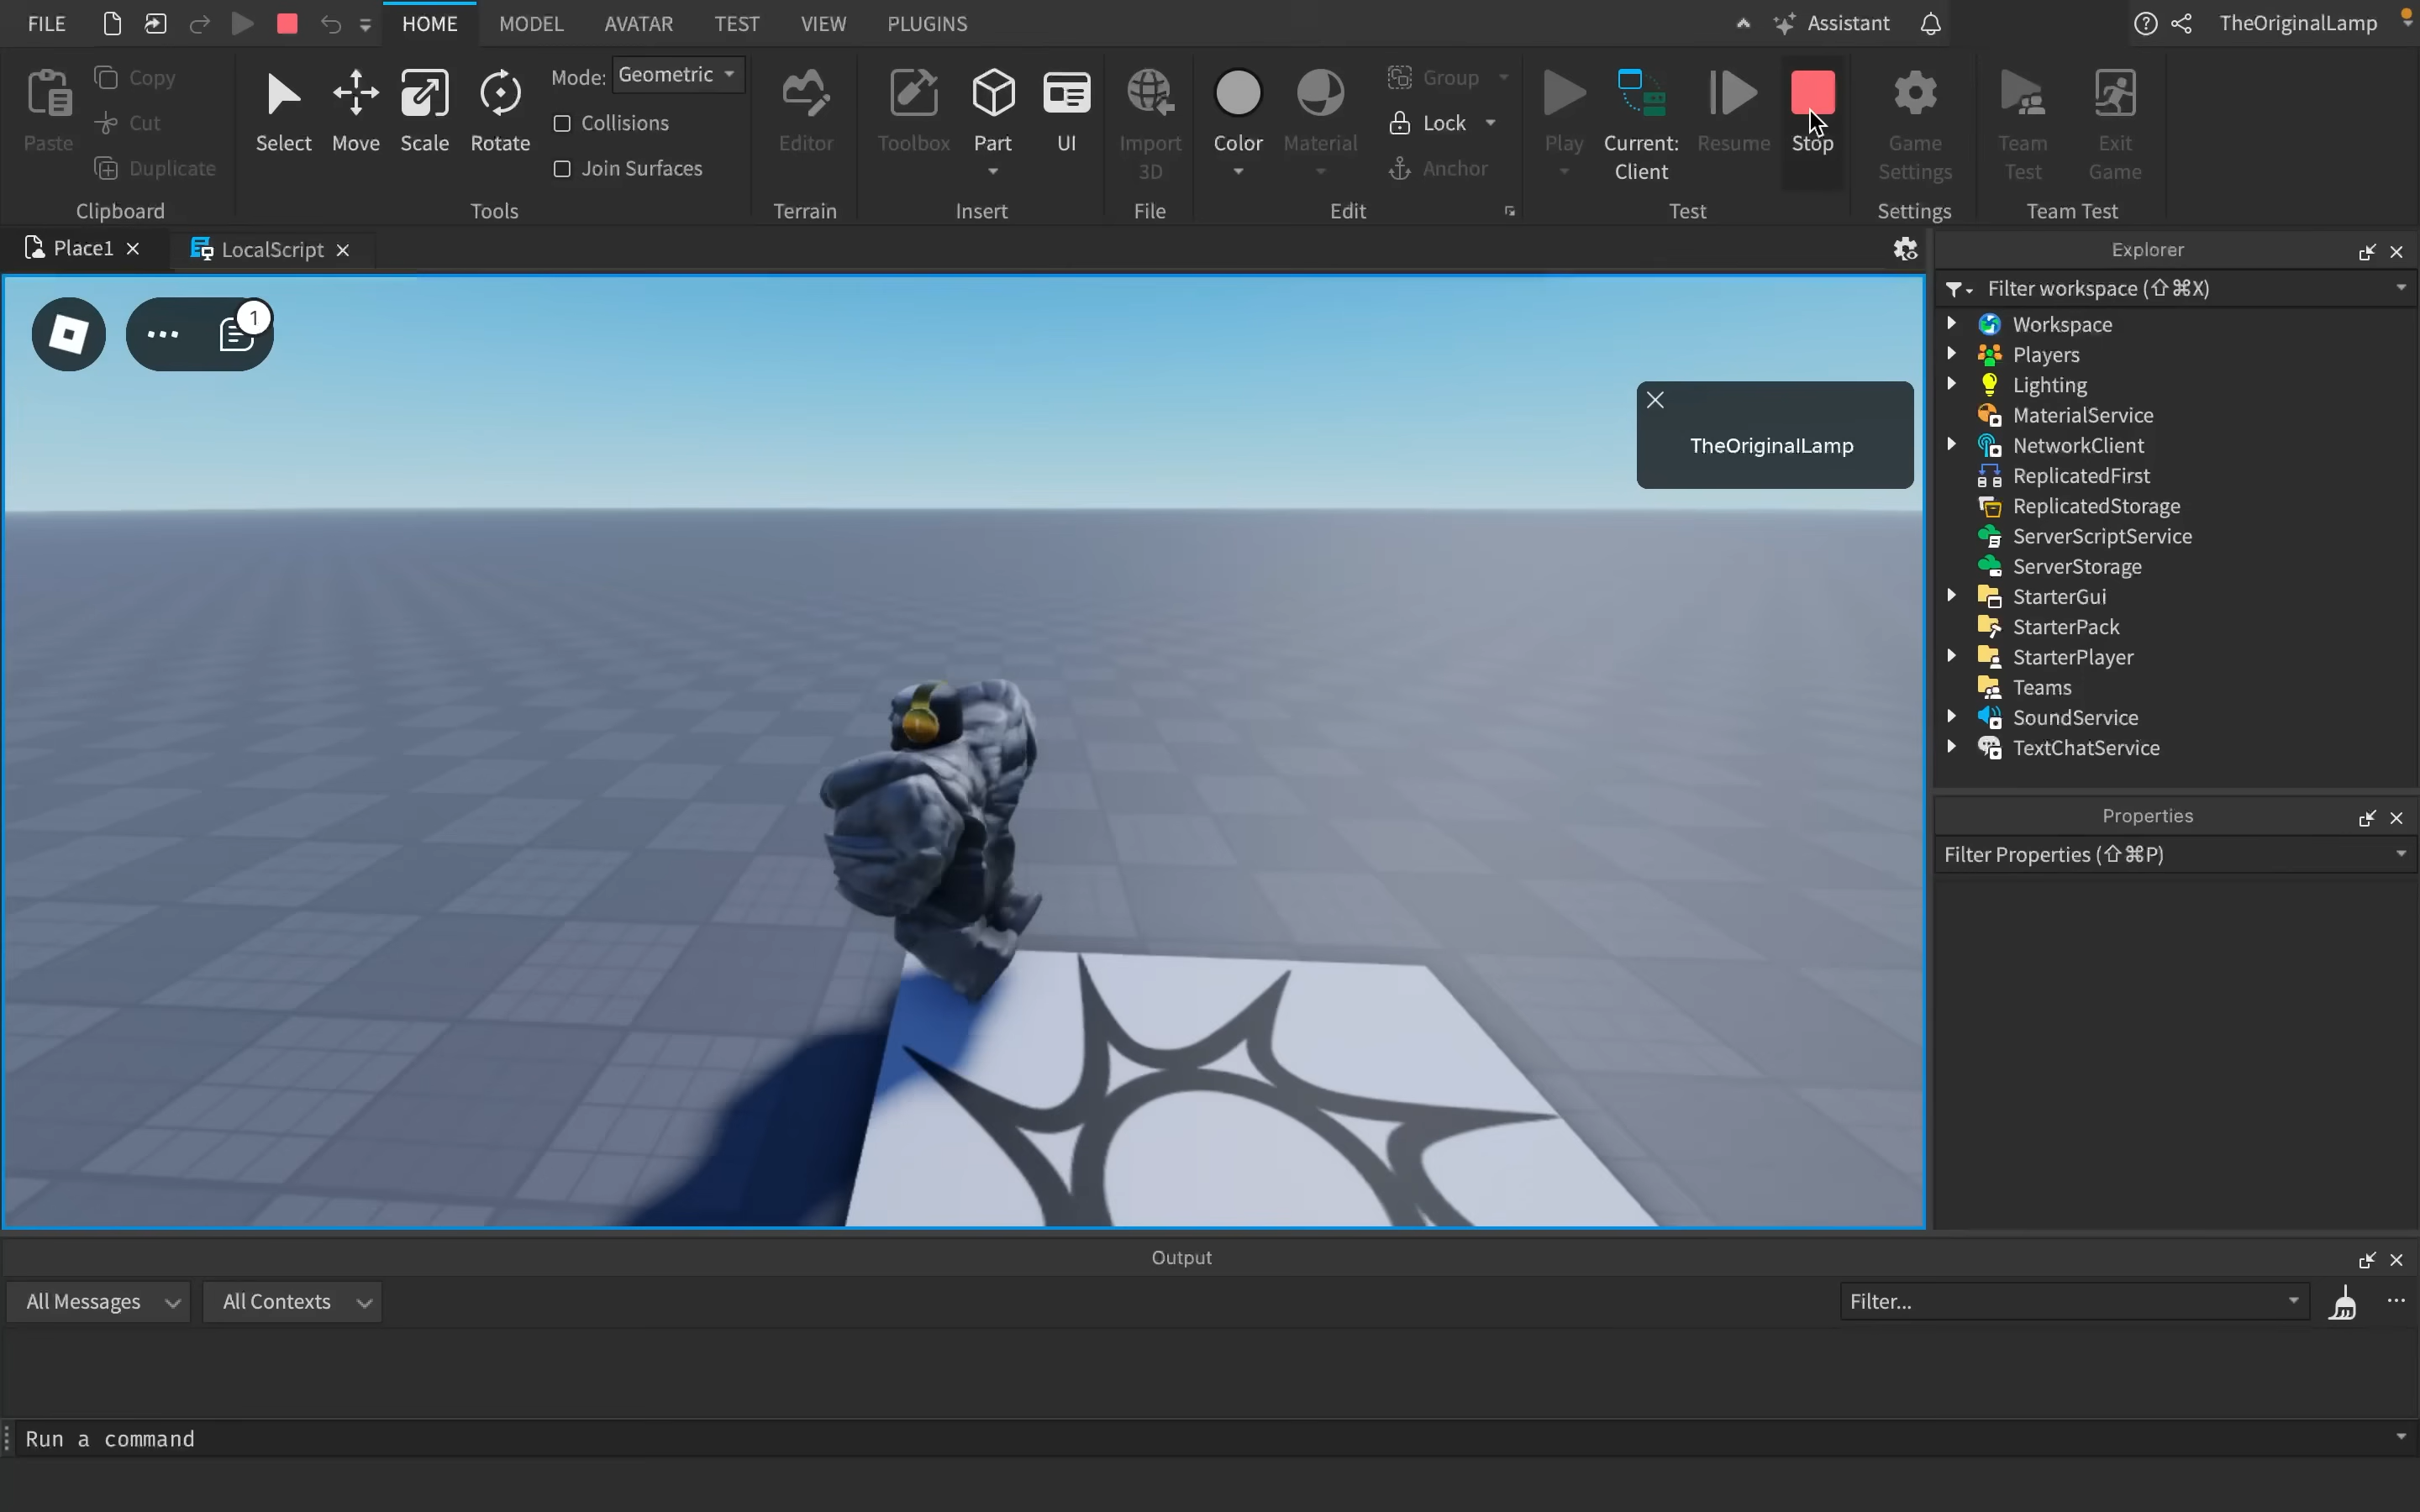 FILE
HOME
MODEL
AVATAR
TEST
VIEW
PLUGINS
Assistant
TheOriginalLamp
Paste
Copy
Cut
Duplicate
Clipboard
Select
Move
Scale
Rotate
Mode: Geometric
Collisions
Join Surfaces
Tools
Editor
Terrain
Toolbox
Part
UI
Insert
Import
3D
File
Color
Material
Group
Lock
Anchor
Edit
Play
Current:
Client
Resume
Stop
Test
Game
Settings
Settings
Team
Test
Exit
Game
Team Test
Place1
LocalScript
1
TheOriginalLamp
Explorer
Filter workspace (⇧⌘X)
Workspace
Players
Lighting
MaterialService
NetworkClient
ReplicatedFirst
ReplicatedStorage
ServerScriptService
ServerStorage
StarterGui
StarterPack
StarterPlayer
Teams
SoundService
TextChatService
Properties
Filter Properties (⇧⌘P)
Output
All Messages
All Contexts
Filter...
Run a command